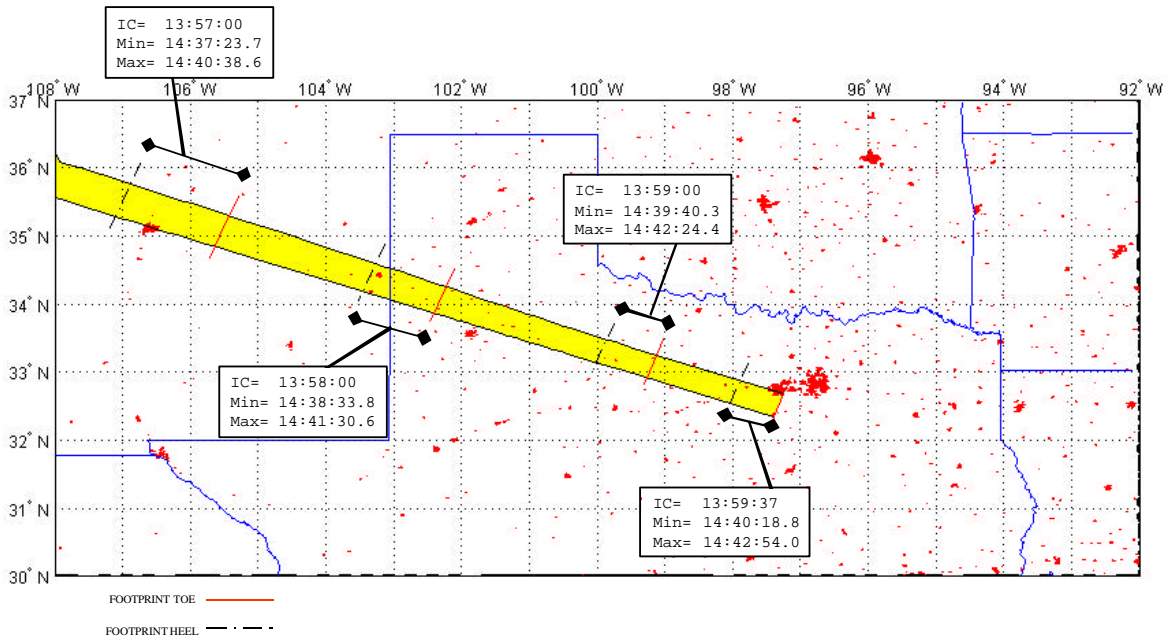 IC= 13:57:00
Min= 14:37:23.7
Max= 14:40:38.6
108° W 106° W 104° W 102° W 100° W 98° W 96° W 94° W 92° W
37° N
36° N
35° N
34° N
33° N
32° N
31° N
30° N
IC= 13:59:00
Min= 14:39:40.3
Max= 14:42:24.4
IC= 13:58:00
Min= 14:38:33.8
Max= 14:41:30.6
IC= 13:59:37
Min= 14:40:18.8
Max= 14:42:54.0
FOOTPRINT TOE
FOOTPRINT HEEL